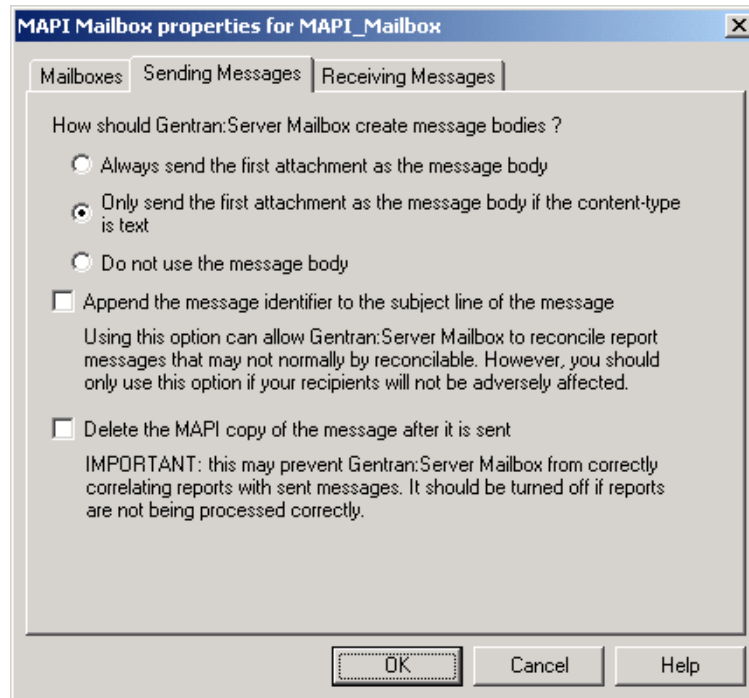 MAPI Mailbox properties for MAPI_Mailbox
Mailboxes Sending Messages Receiving Messages
How should Gentran:Server Mailbox create message bodies ?
Always send the first attachment as the message body
Only send the first attachment as the message body if the content-type
is text
Do not use the message body
Append the message identifier to the subject line of the message
Using this option can allow Gentran:Server Mailbox to reconcile report
messages that may not normally by reconcilable. However, you should
only use this option if your recipients will not be adversely affected.
Delete the MAPI copy of the message after it is sent
IMPORTANT: this may prevent Gentran:Server Mailbox from correctly
correlating reports with sent messages. It should be turned off if reports
are not being processed correctly.
OK Cancel Help